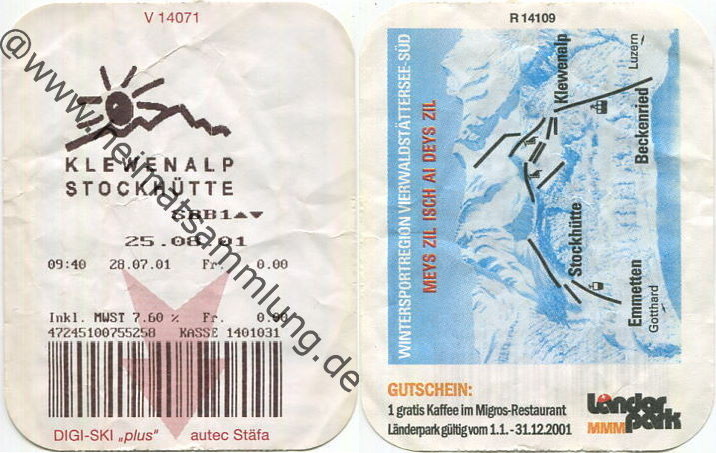 V 14071
KLEWENALP
STOCKHÜTTE
25.08.01
09:40 28.07.01 Fr. 0.00
Inkl. MWST 7.60 % Fr. 0.00
47245100755258 KASSE 1401031
DIGI-SKI „plus" autec Stäfa
@www.heimatsammlung.de
R 14109
WINTERSPORTREGION VIERWALDSTÄTTERSEE-SÜD
MEYS ZIL ISCH AI DEYS ZIL
Klewenalp
Luzern
Beckenried
Stockhütte
Emmetten
Gotthard
GUTSCHEIN:
1 gratis Kaffee im Migros-Restaurant
Länderpark gültig vom 1.1. - 31.12.2001
Länderpark
MMM